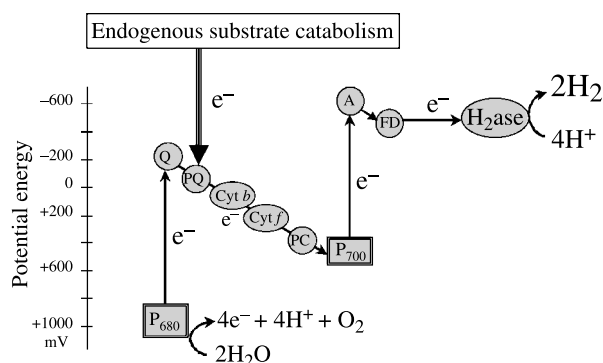 Endogenous substrate catabolism
Potential energy
−600
−200
0
+200
+600
+1000
mV
e−
e−
e−
e−
e−
Q
PQ
Cyt b
Cyt f
PC
P700
A
FD
H2ase
2H2
4H+
P680
4e− + 4H+ + O2
2H2O